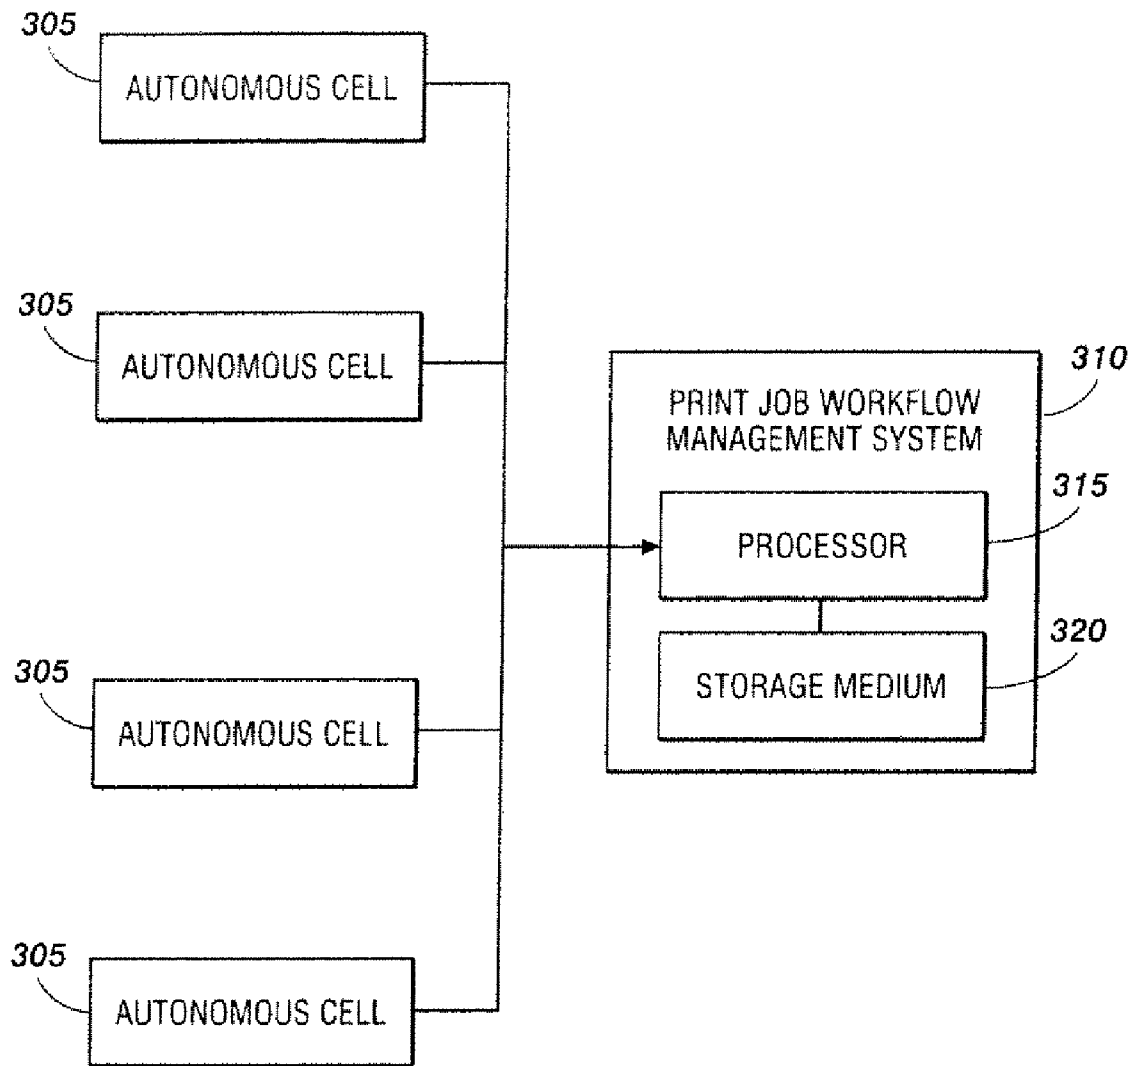 305
AUTONOMOUS CELL
305
AUTONOMOUS CELL
310
PRINT JOB WORKFLOW
MANAGEMENT SYSTEM
315
PROCESSOR
320
STORAGE MEDIUM
305
AUTONOMOUS CELL
305
AUTONOMOUS CELL